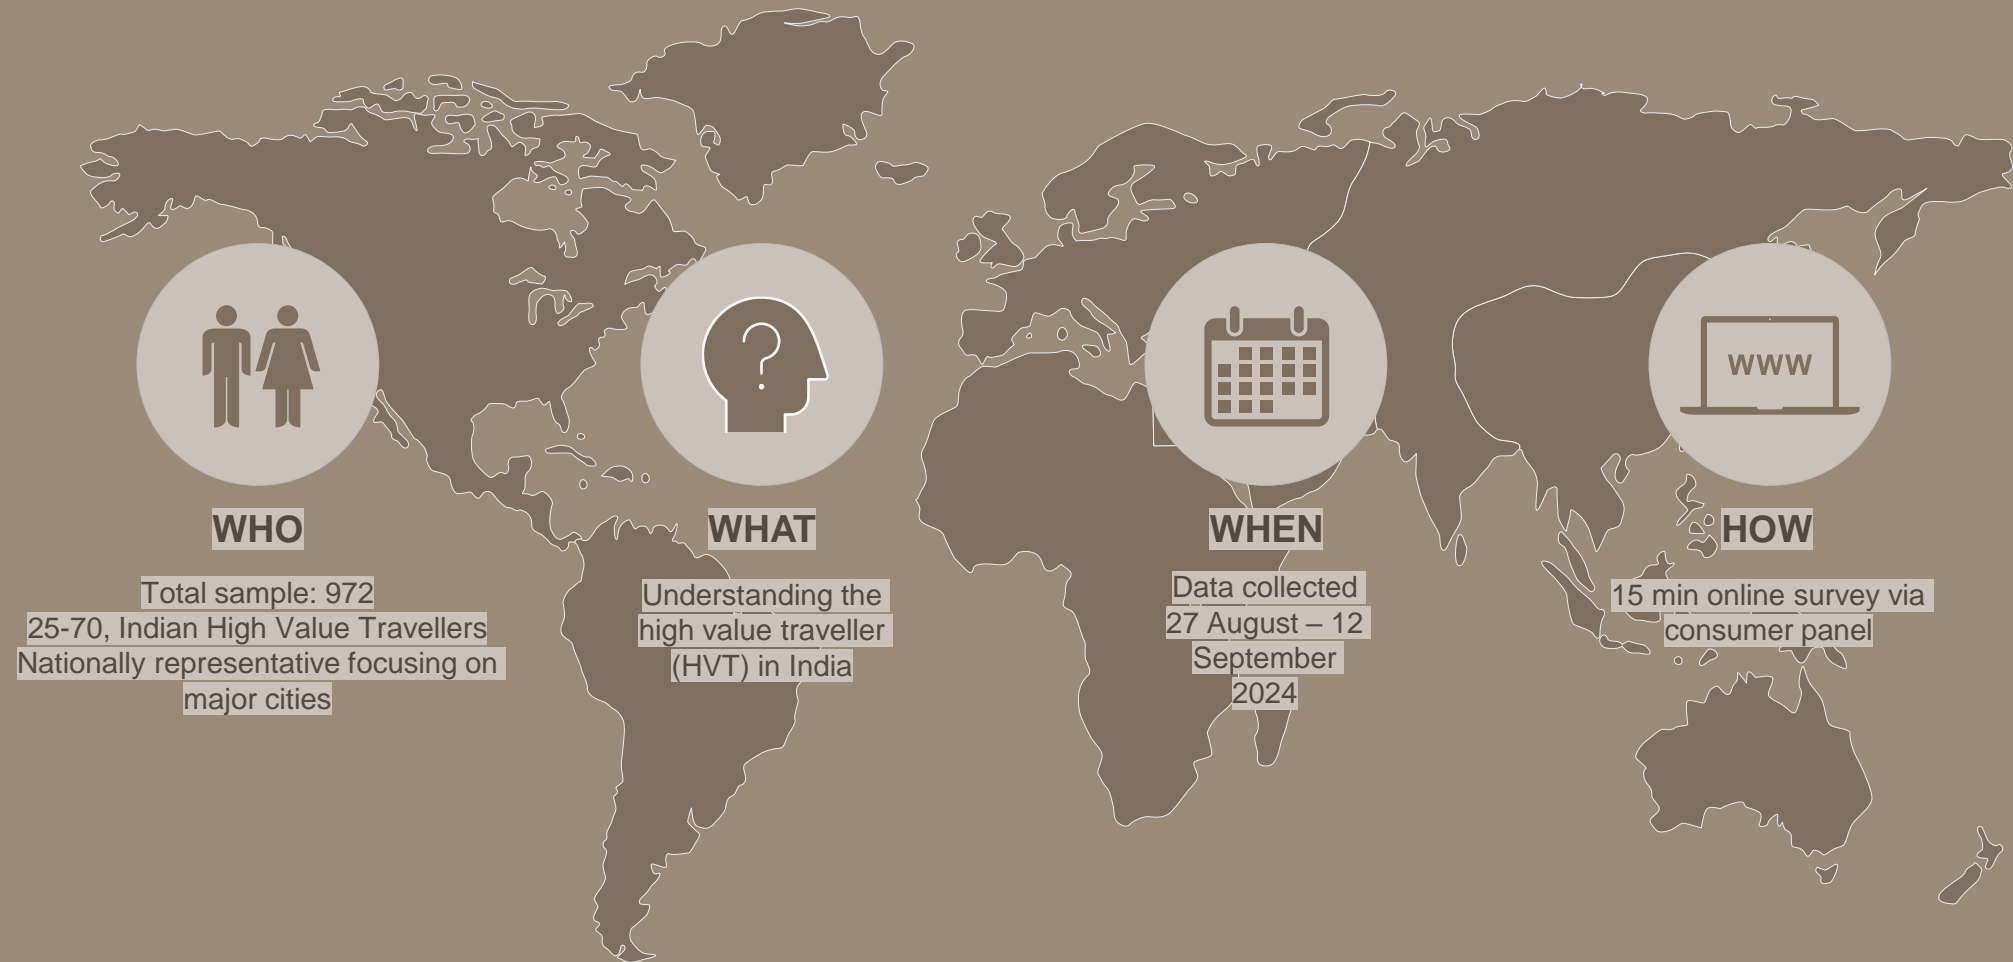 WHO
Total sample: 972
25-70, Indian High Value Travellers
Nationally representative focusing on
major cities
WHAT
Understanding the
high value traveller
(HVT) in India
WHEN
Data collected
27 August – 12
September
2024
WWW
HOW
15 min online survey via
consumer panel
?